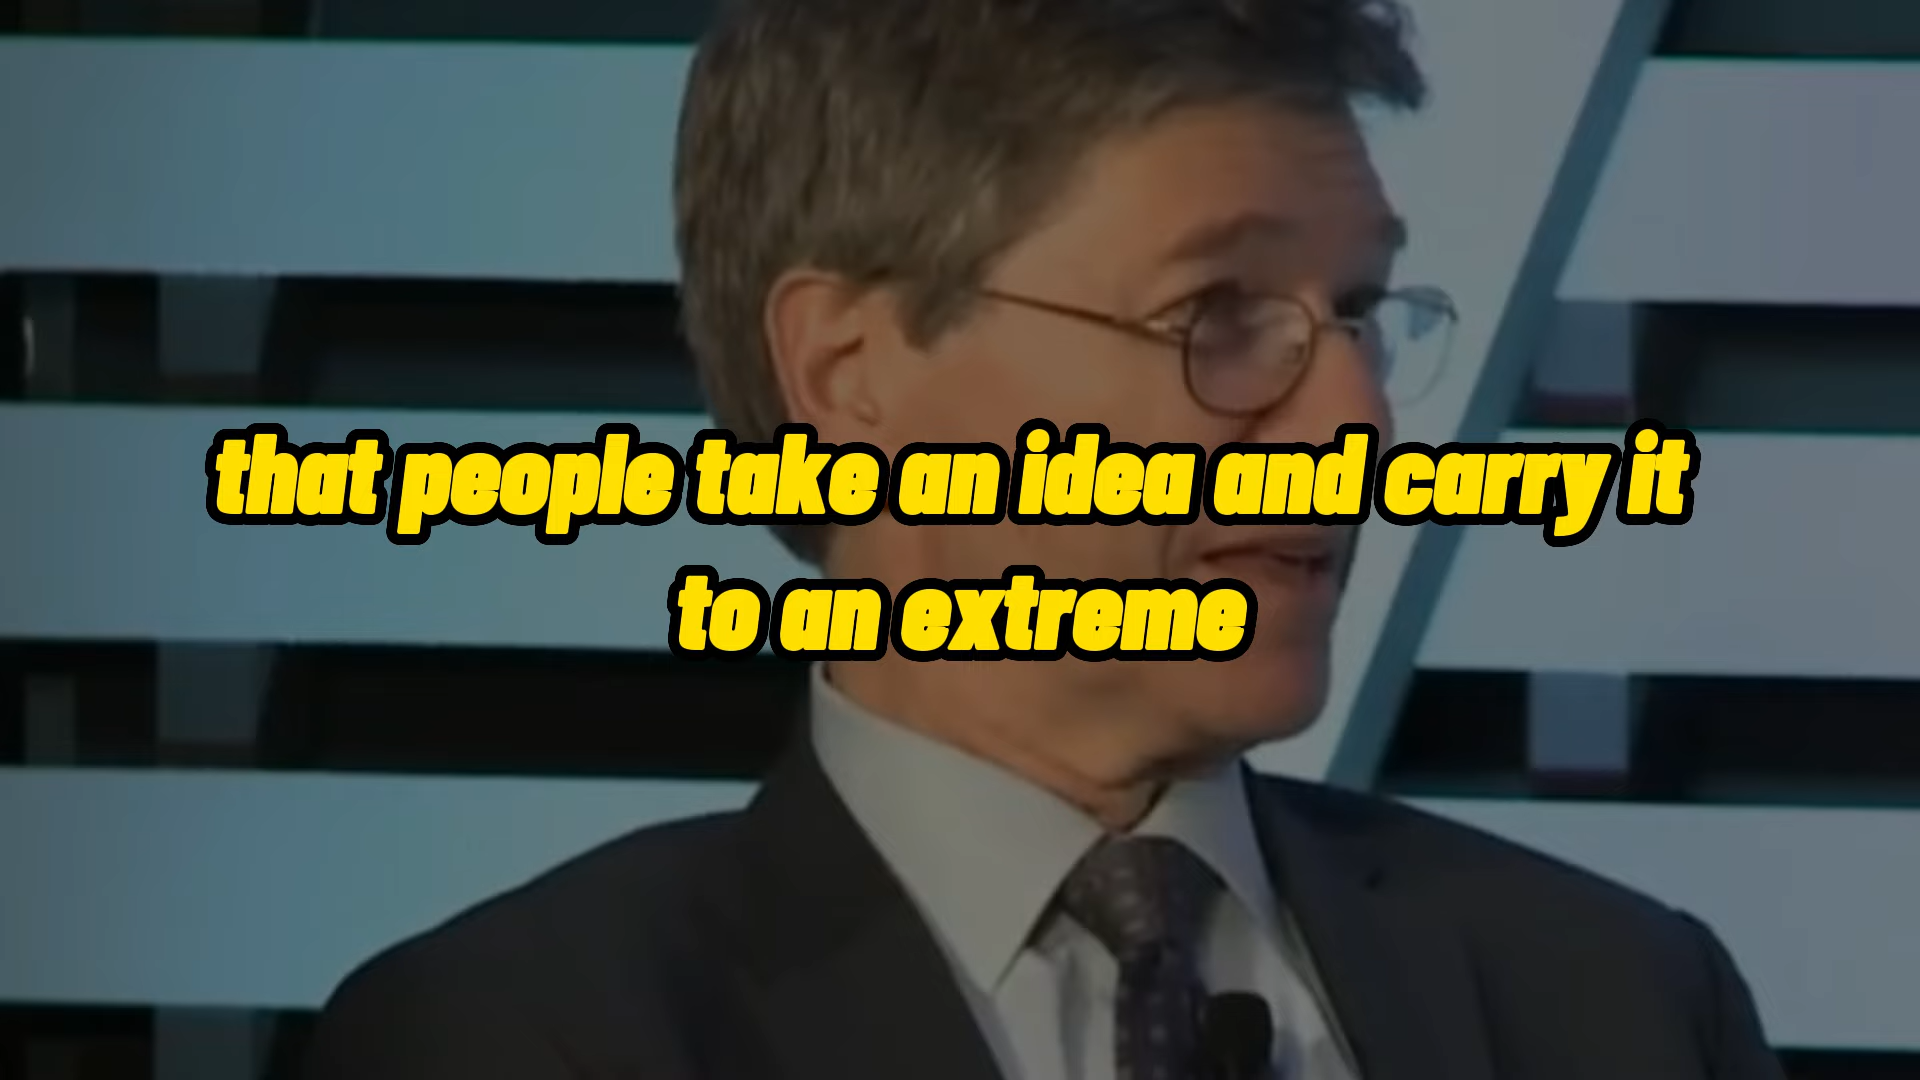 that people take an idea and carry it
to an extreme